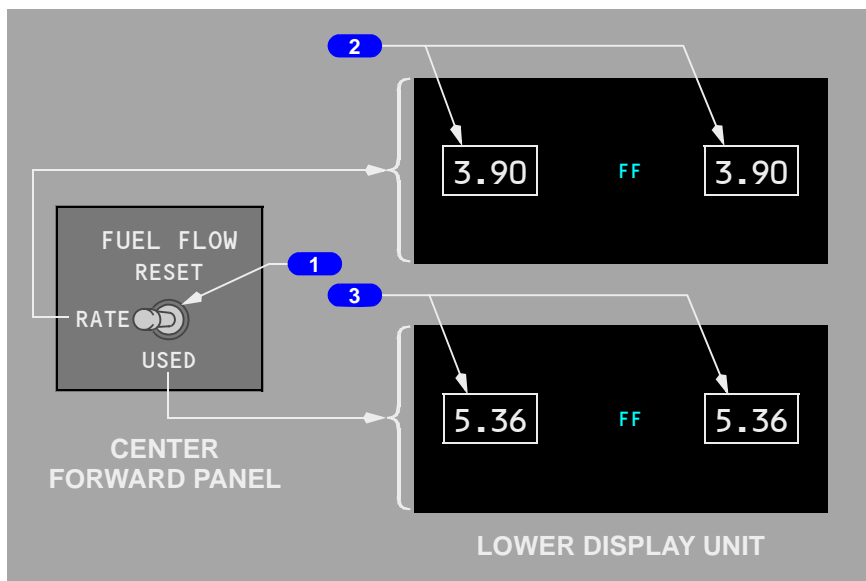 2
3.90 FF 3.90
FUEL FLOW
RESET
1
3
RATE
USED
5.36 FF 5.36
CENTER
FORWARD PANEL
LOWER DISPLAY UNIT